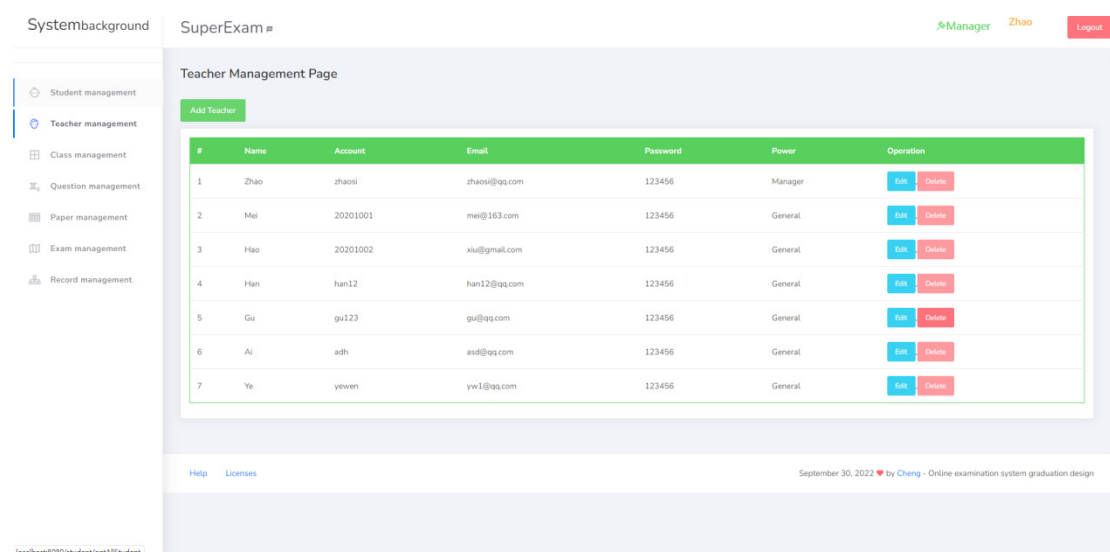 Systembackground
SuperExam
Manager Zhao Logout
Student management
Teacher management
Class management
Question management
Paper management
Exam management
Record management
Teacher Management Page
Add Teacher
# Name Account Email Password Power Operation
1 Zhao zhaosi zhaosi@qq.com 123456 Manager Edit Delete
2 Mei 20201001 mei@163.com 123456 General Edit Delete
3 Hao 20201002 xiu@gmail.com 123456 General Edit Delete
4 Han han12 han12@qq.com 123456 General Edit Delete
5 Gu gu123 gu@qq.com 123456 General Edit Delete
6 Ai adh asd@qq.com 123456 General Edit Delete
7 Ye yewen yw1@qq.com 123456 General Edit Delete
Help Licenses
September 30, 2022 ❤ by Cheng - Online examination system graduation design